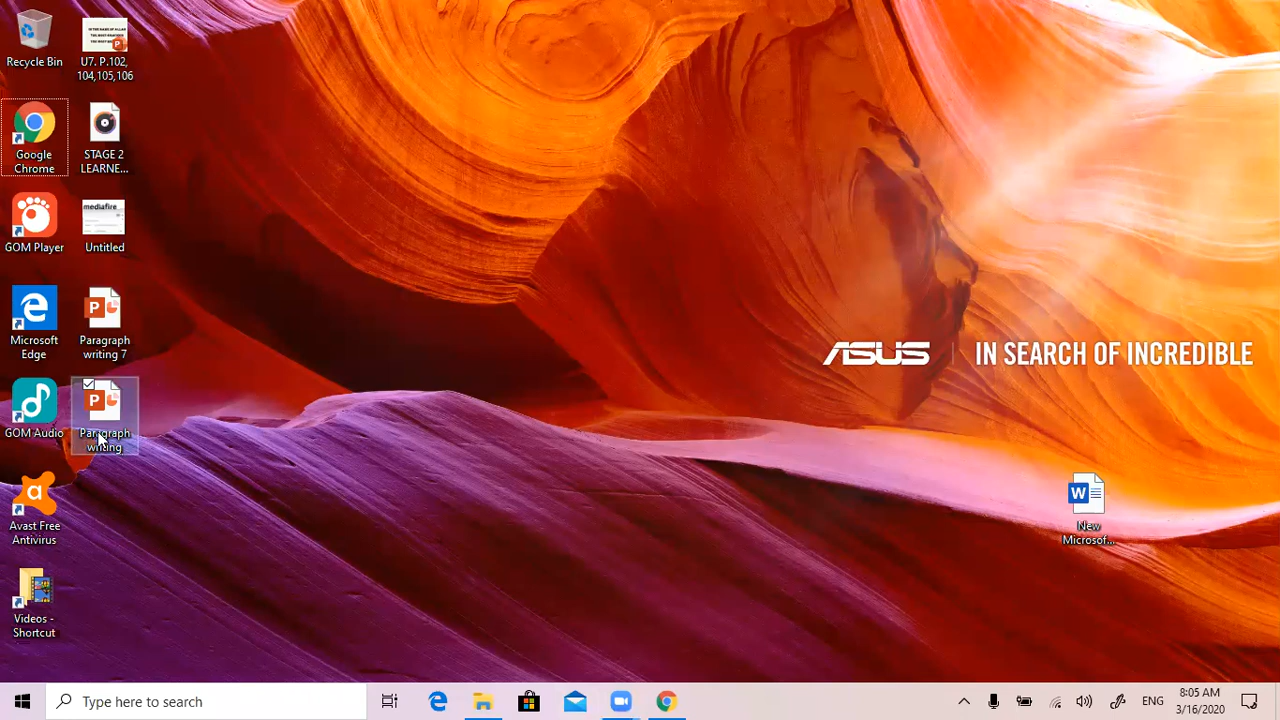 Recycle Bin
U7. P.102,
104,105,106
Google
Chrome
STAGE 2
LEARNE...
GOM Player
mediafire
Untitled
Microsoft
Edge
Paragraph
writing 7
GOM Audio
Paragraph
writing
Avast Free
Antivirus
Videos -
Shortcut
ASUS
IN SEARCH OF INCREDIBLE
New
Microsof...
Type here to search
ENG
8:05 AM
3/16/2020